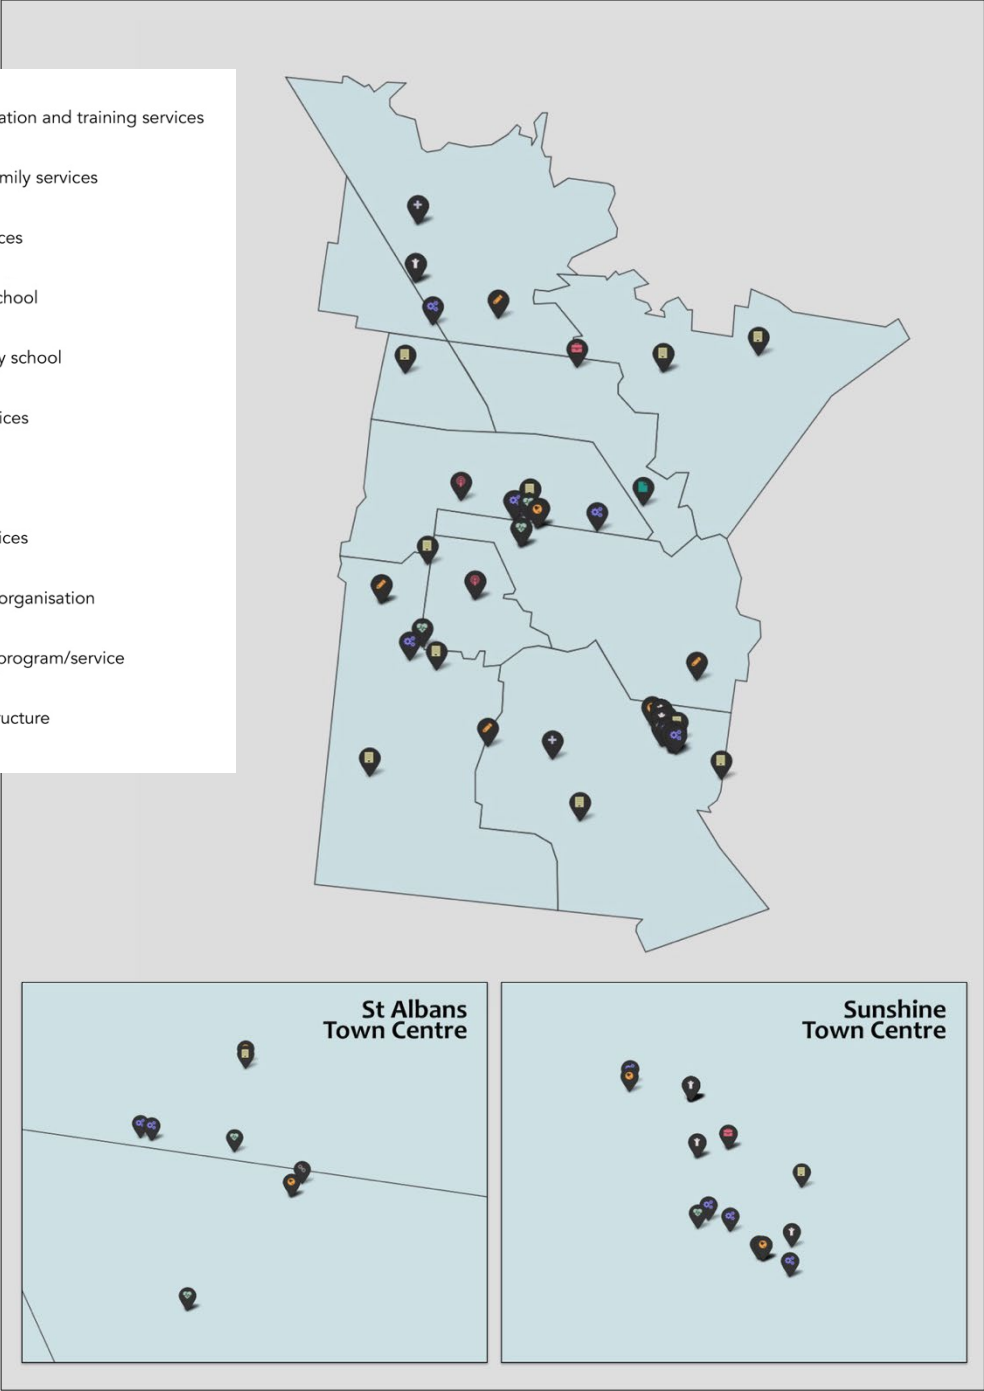 ation and training services
mily services
ces
chool
y school
ices
ices
organisation
program/service
ucture
St Albans
Town Centre
Sunshine
Town Centre